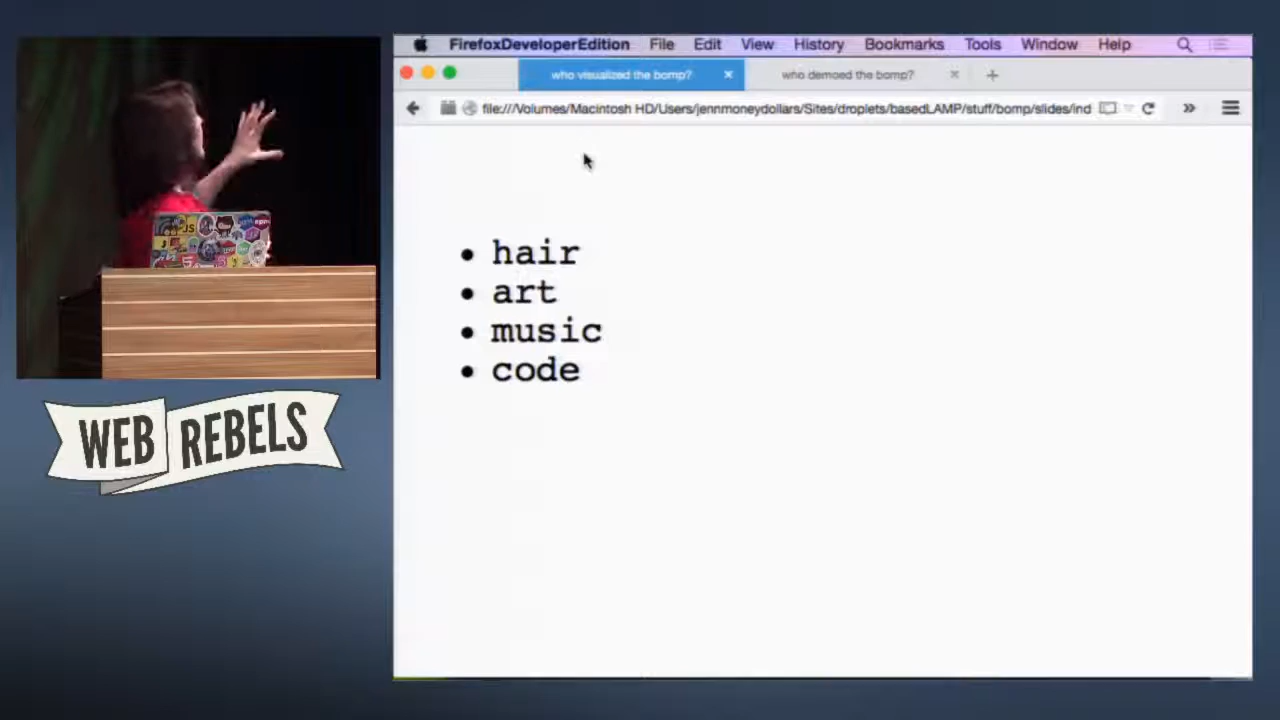 FirefoxDeveloperEdition File Edit View History Bookmarks Tools Window Help
who visualized the bomp? who demoed the bomp?
file:///Volumes/Macintosh HD/Users/jennmoneydollars/Sites/droplets/basedLAMP/stuff/bomp/slides/ind
hair
art
music
code
JS
WEB REBELS